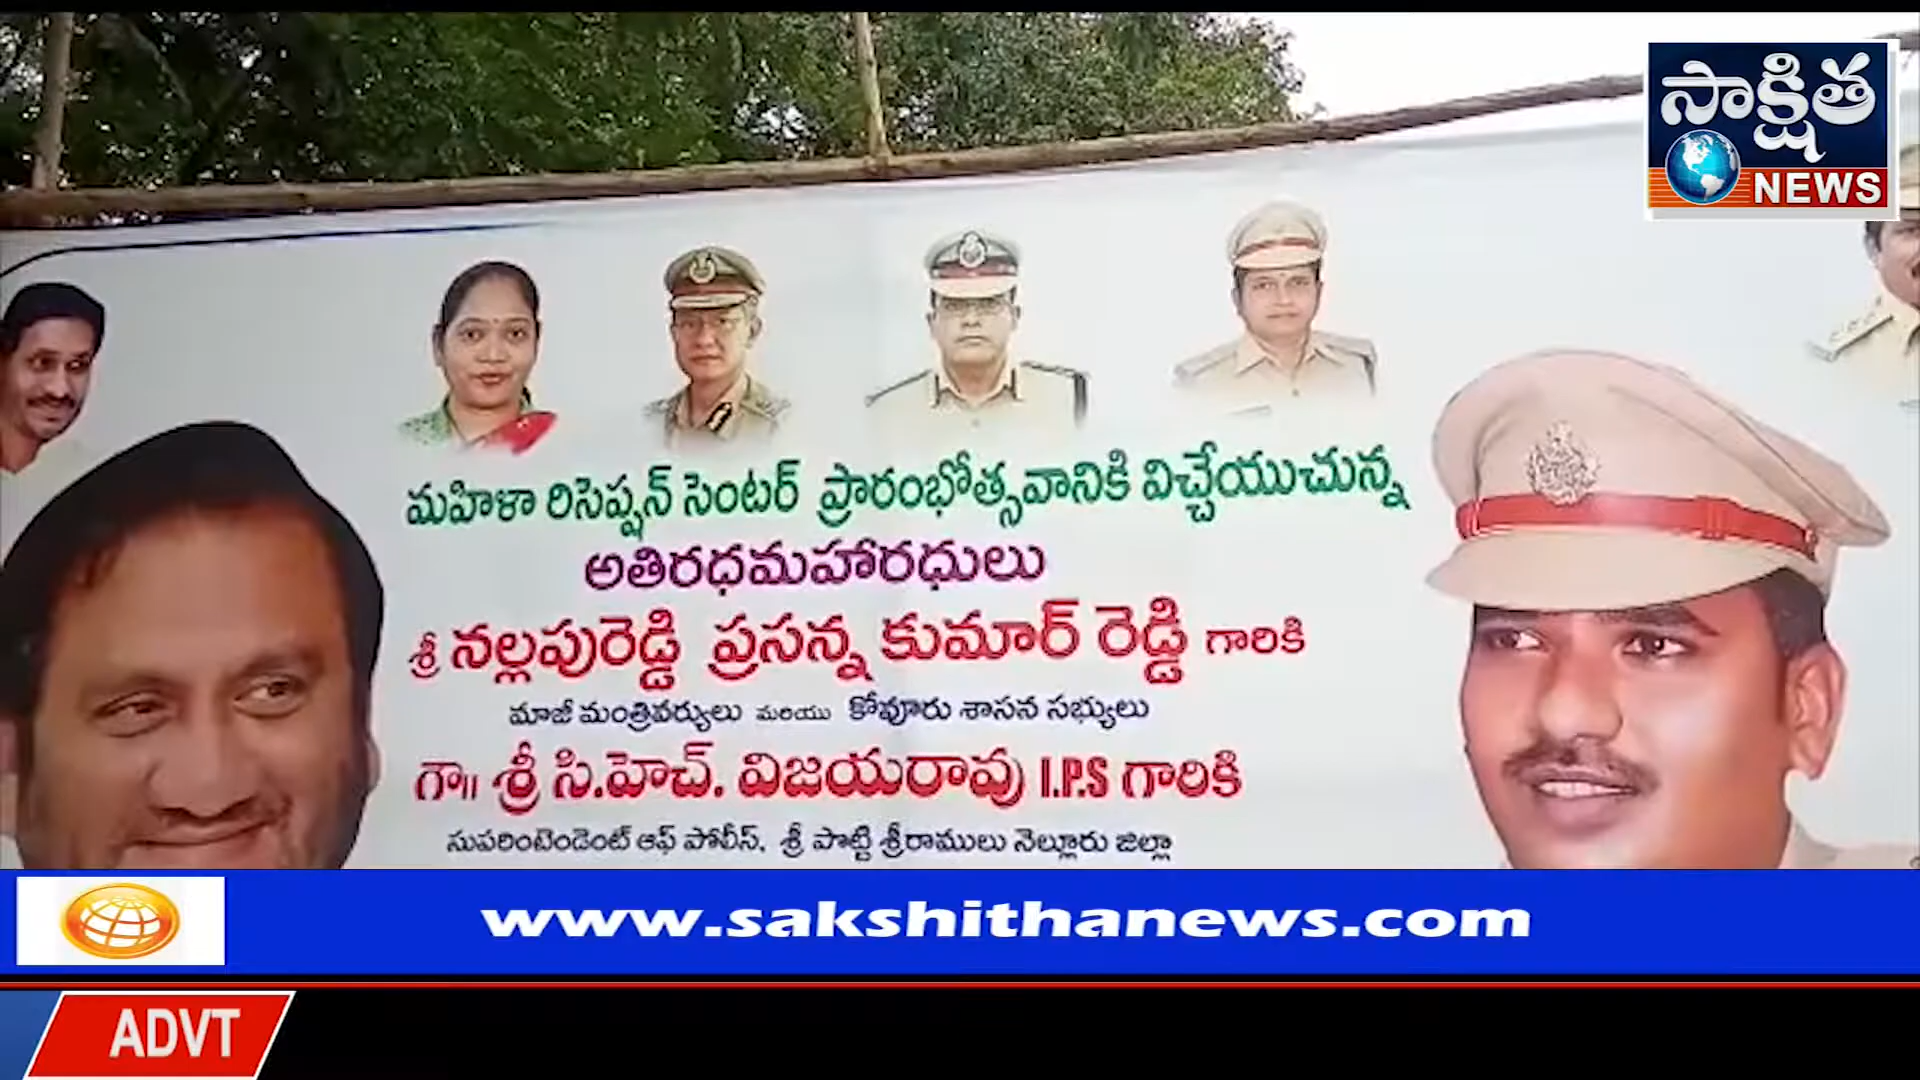 సాక్షిత
NEWS
మహిళా రిసెప్షన్ సెంటర్ ప్రారంభోత్సవానికి విచ్చేయుచున్న
అతిరధమహారధులు
శ్రీ నల్లపురెడ్డి ప్రసన్న కుమార్ రెడ్డి గారికి
మాజీ మంత్రివర్యులు మరియు కోవూరు శాసన సభ్యులు
గౌ|| శ్రీ సి.హెచ్. విజయరావు I.P.S గారికి
సుపరింటెండెంట్ ఆఫ్ పోలీస్, శ్రీ పొట్టి శ్రీరాములు నెల్లూరు జిల్లా
www.sakshithanews.com
ADVT